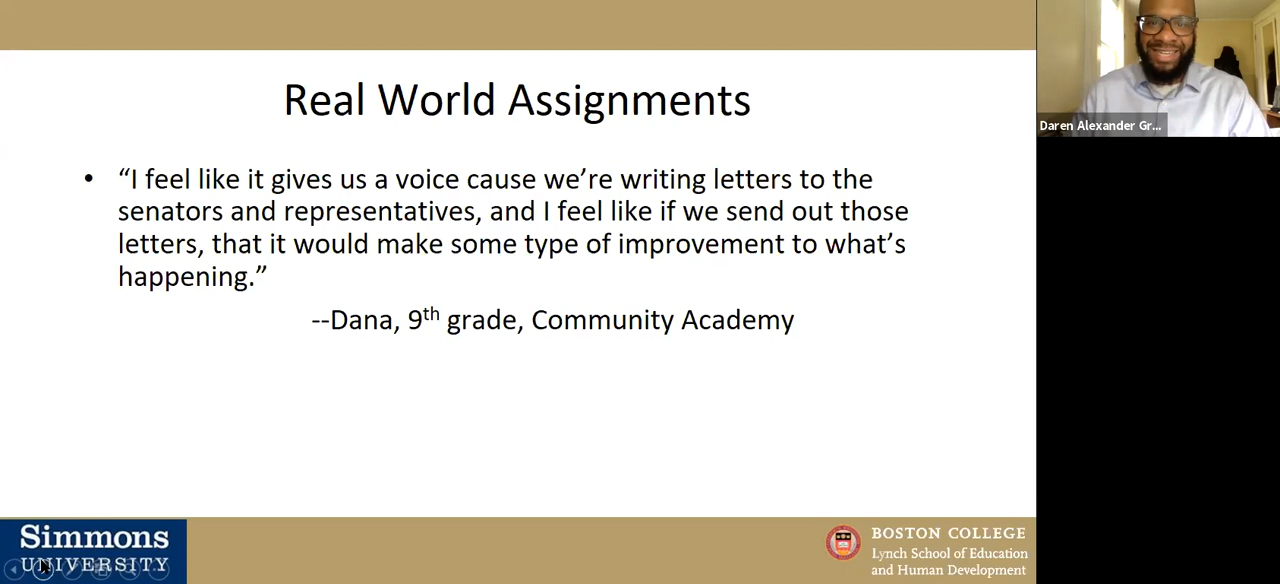 Real World Assignments
• “I feel like it gives us a voice cause we’re writing letters to the
senators and representatives, and I feel like if we send out those
letters, that it would make some type of improvement to what’s
happening.”
--Dana, 9th grade, Community Academy
Daren Alexander Gr...
Simmons
UNIVERSITY
BOSTON COLLEGE
Lynch School of Education
and Human Development